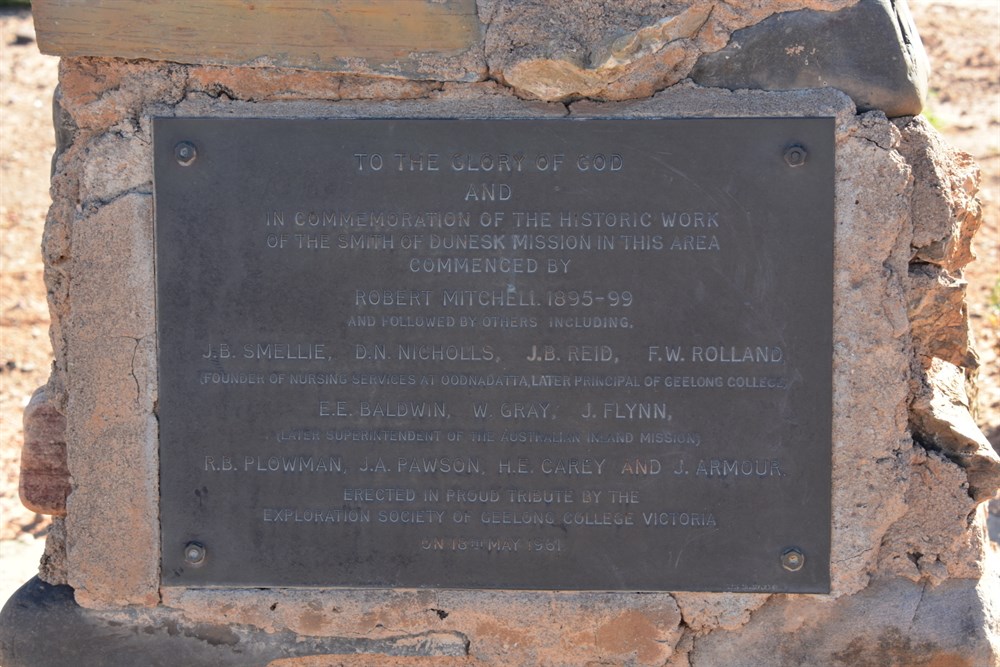 TO THE GLORY OF GOD
AND
IN COMMEMORATION OF THE HISTORIC WORK
OF THE SMITH OF DUNESK MISSION IN THIS AREA
COMMENCED BY
ROBERT MITCHELL. 1895-99
AND FOLLOWED BY OTHERS INCLUDING,
J.B. SMELLIE, D.N. NICHOLLS, J.B. REID, F.W. ROLLAND
(FOUNDER OF NURSING SERVICES AT OODNADATTA, LATER PRINCIPAL OF GEELONG COLLEGE)
E.E. BALDWIN, W. GRAY, J. FLYNN,
(LATER SUPERINTENDENT OF THE AUSTRALIAN INLAND MISSION)
R.B. PLOWMAN, J.A. PAWSON, H.E. CAREY AND J. ARMOUR.
ERECTED IN PROUD TRIBUTE BY THE
EXPLORATION SOCIETY OF GEELONG COLLEGE VICTORIA
ON MAY 1961